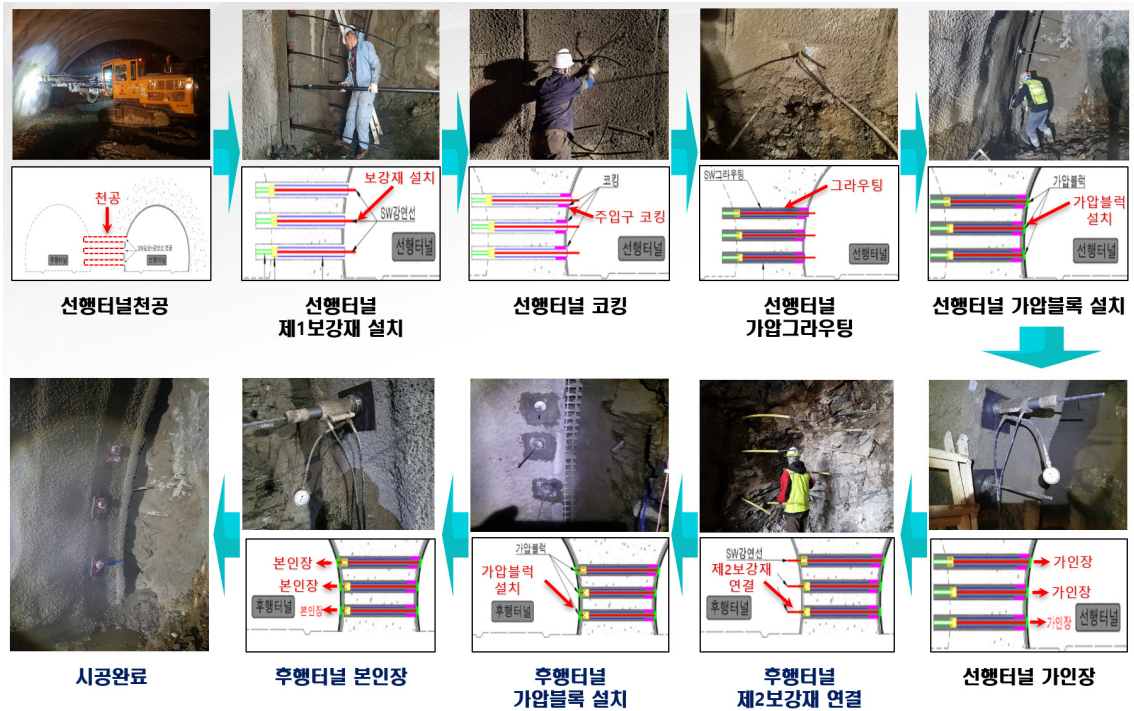 천공
후행터널
선행터널
선행터널천공
보강재 설치
SW강연선
선행터널
선행터널
제1보강재 설치
코킹
주입구 코킹
선행터널
선행터널 코킹
SW그라우팅
그라우팅
선행터널
선행터널
가압그라우팅
가압블럭
가압블럭
설치
선행터널 가압블록 설치
가인장
가인장
가인장
선행터널
선행터널 가인장
SW강연선
제2보강재
연결
후행터널
후행터널
제2보강재 연결
가압블럭
가압블럭
설치
후행터널
후행터널
가압블록 설치
본인장
본인장
본인장
후행터널
후행터널 본인장
시공완료